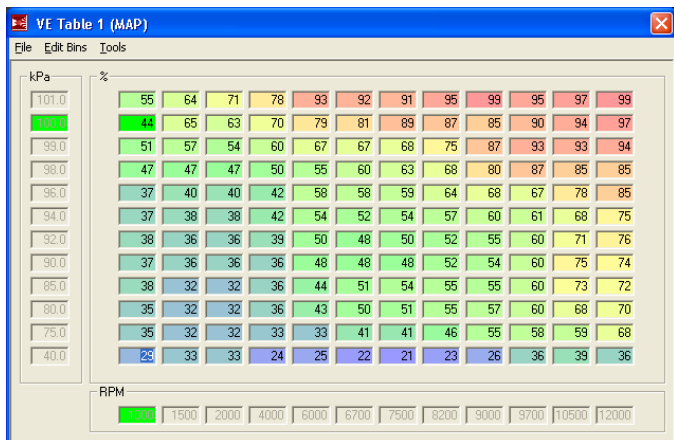 VE Table 1 (MAP)
File Edit Bins Tools
kPa %
101.0 55 64 71 78 93 92 91 95 99 95 97 99
100.0 44 65 63 70 79 81 89 87 85 90 94 97
99.0 51 57 54 60 67 67 68 75 87 93 93 94
98.0 47 47 47 50 55 60 63 68 80 87 85 85
96.0 37 40 40 42 58 58 59 64 68 67 78 85
94.0 37 38 38 42 54 52 54 57 60 61 68 75
92.0 38 36 36 39 50 48 50 52 55 60 71 76
90.0 37 36 36 36 48 48 48 52 54 60 75 74
85.0 38 32 32 36 44 51 54 55 55 60 73 72
80.0 35 32 32 36 43 50 51 55 57 60 68 70
75.0 35 32 32 33 33 41 41 46 55 58 59 68
40.0 29 33 33 24 25 22 21 23 26 36 39 36
RPM
1500 2000 4000 6000 6700 7500 8200 9000 9700 10500 12000